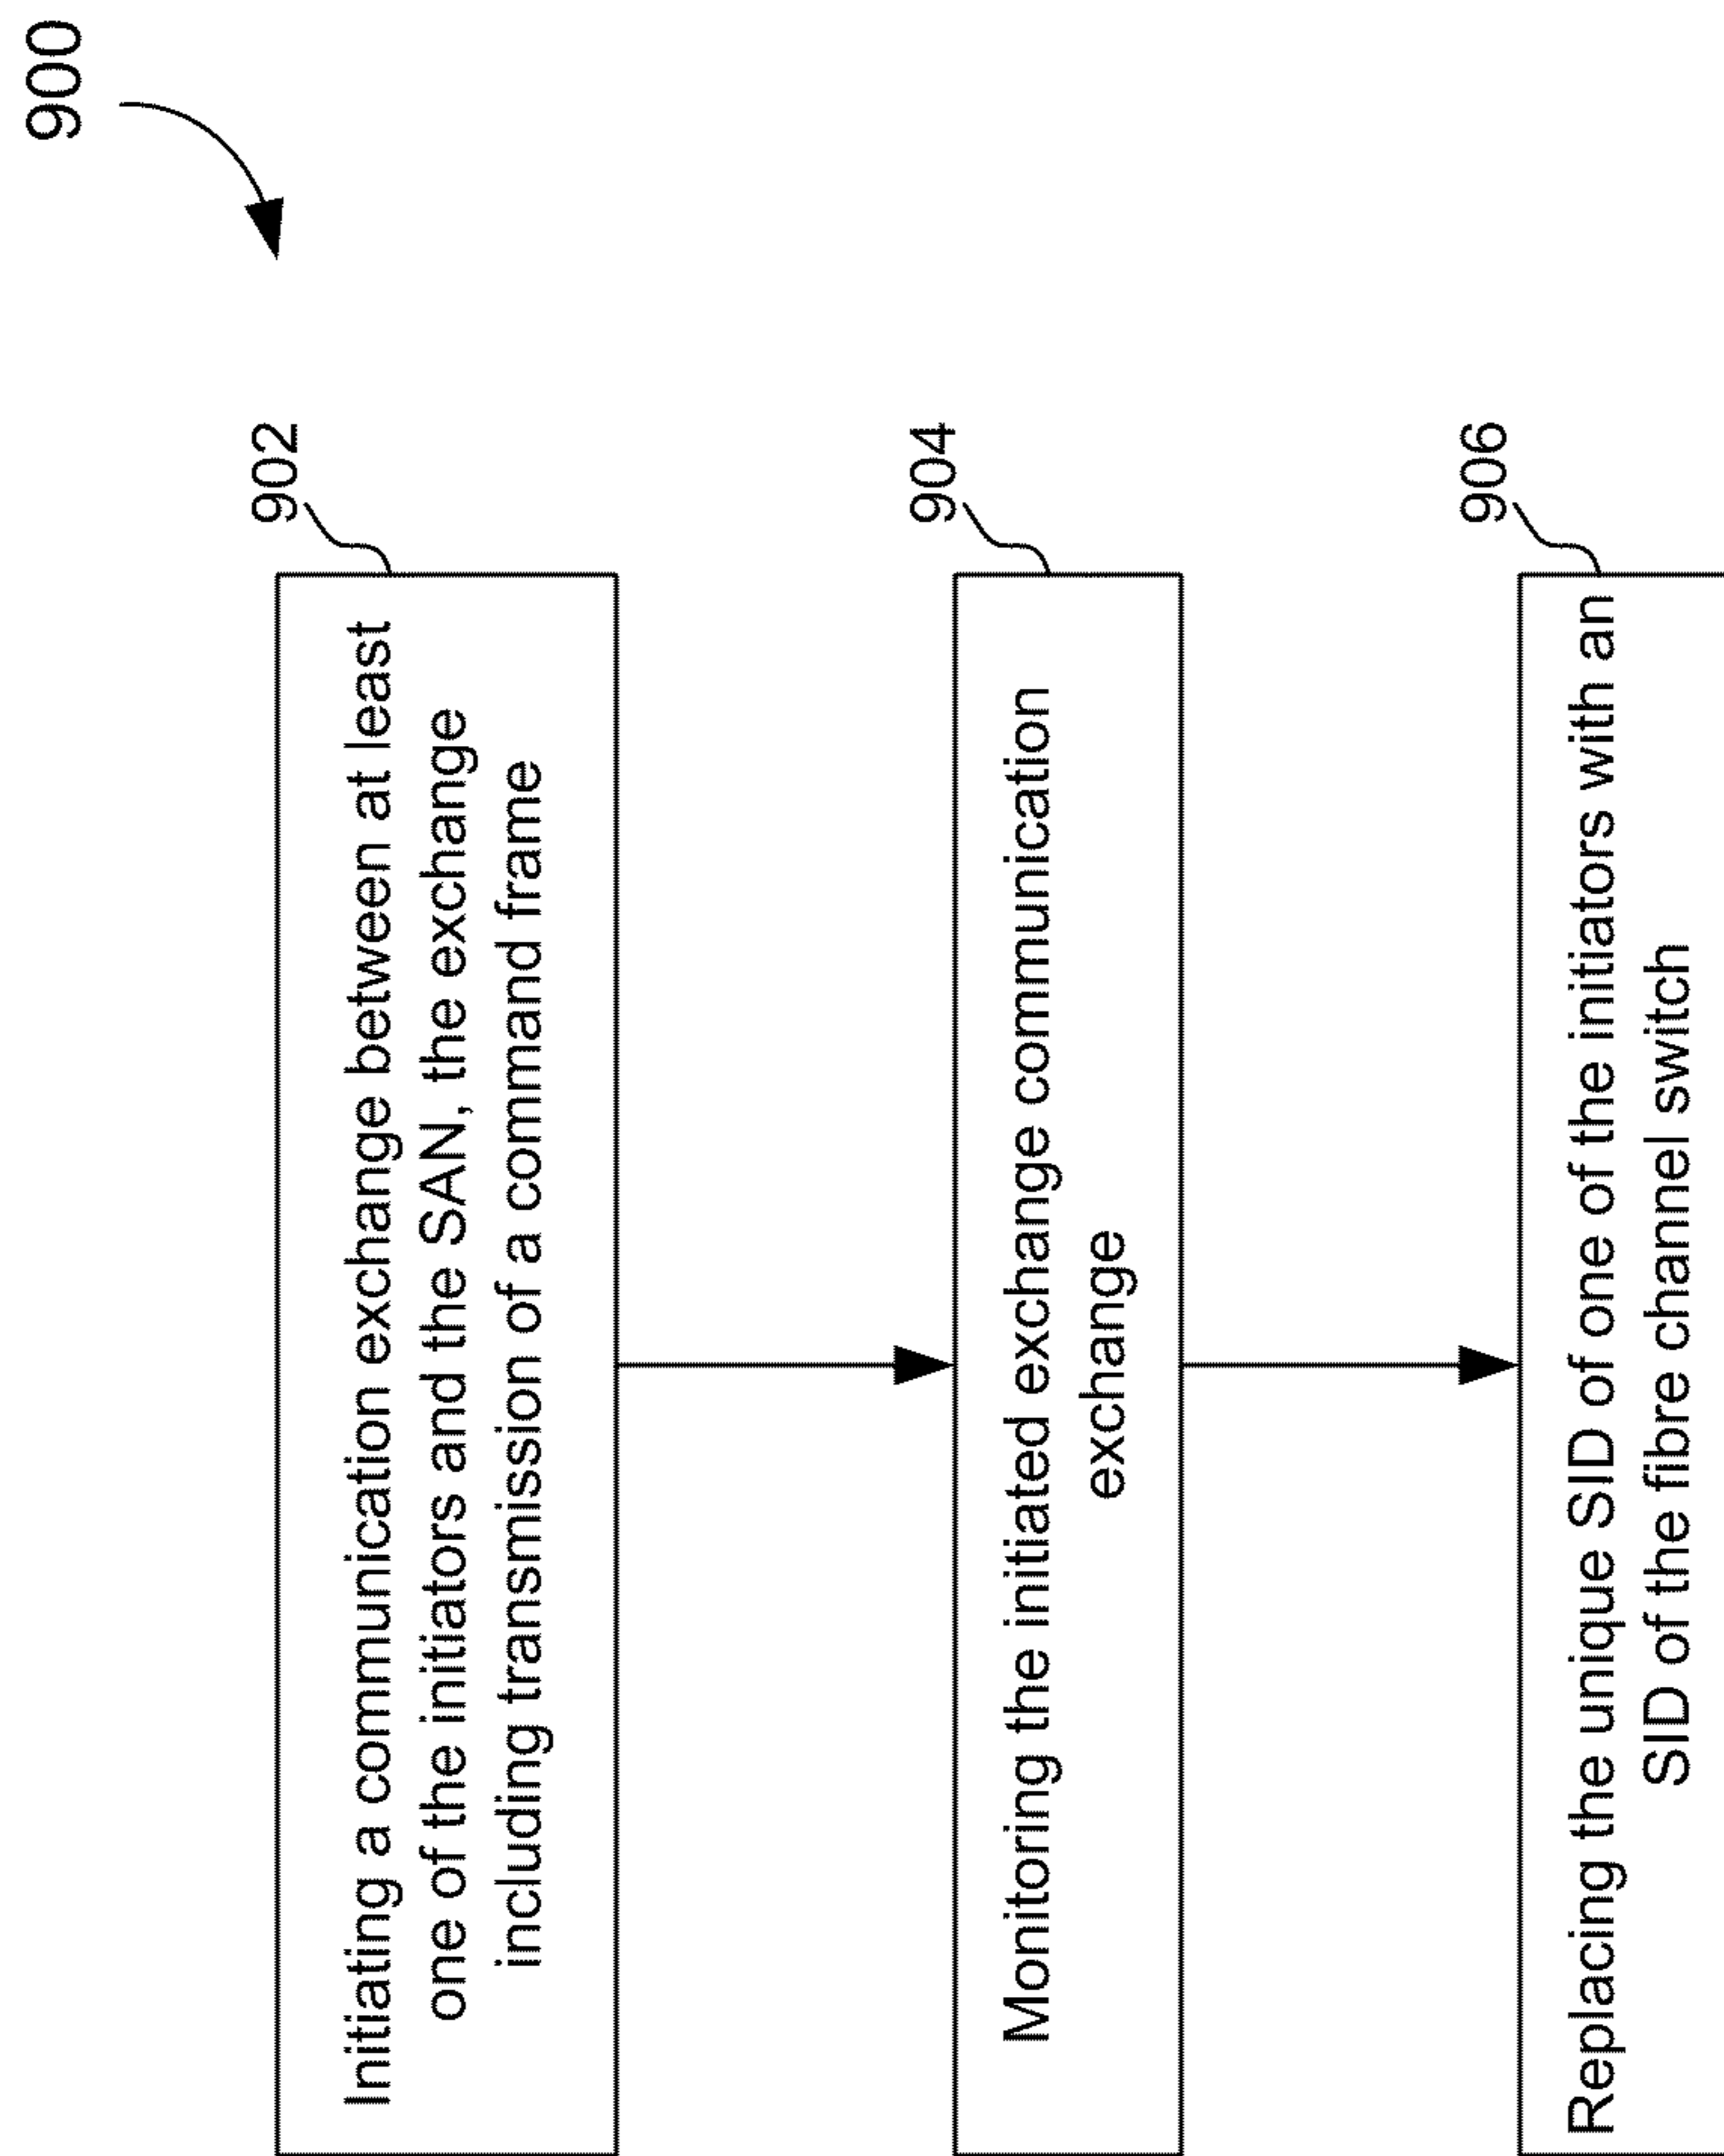 900
902
Initiating a communication exchange between at least
one of the initiators and the SAN, the exchange
including transmission of a command frame
904
Monitoring the initiated exchange communication
exchange
906
Replacing the unique SID of one of the initiators with an
SID of the fibre channel switch